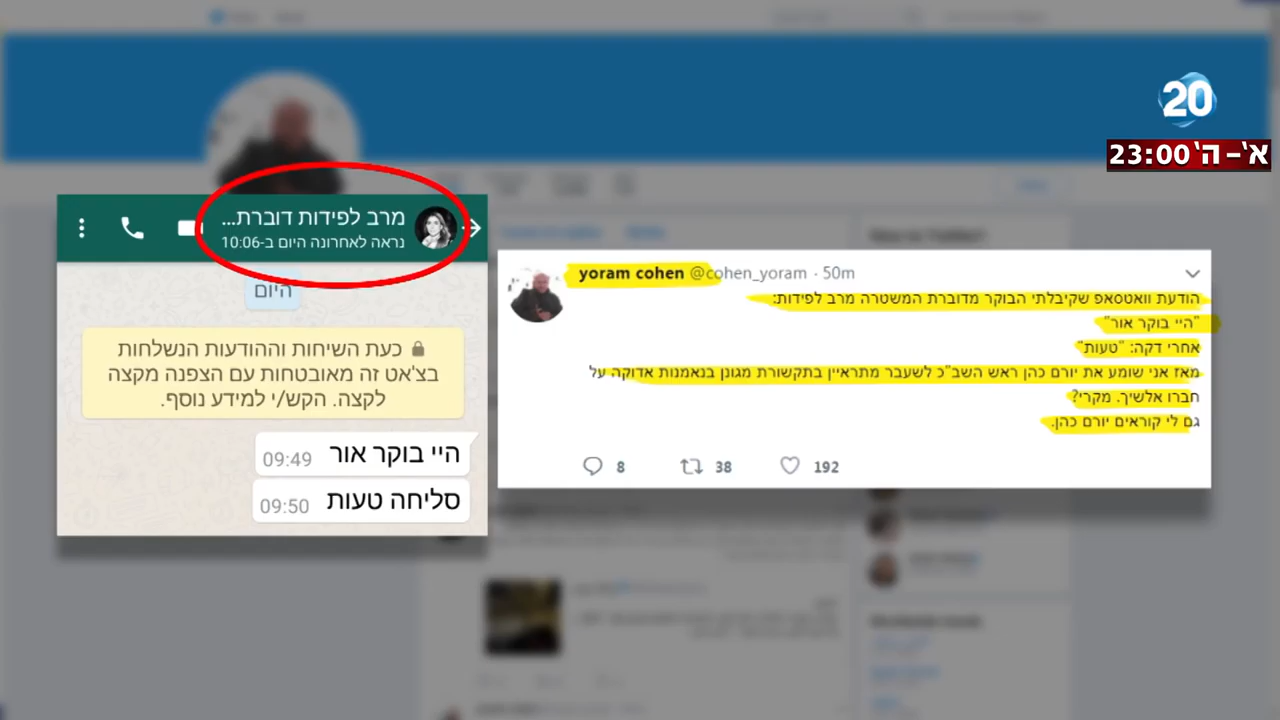 20
א'-ה' 23:00
מרב לפידות דוברת...
נראה לאחרונה היום ב-10:06
היום
כעת השיחות וההודעות הנשלחות
בצ'אט זה מאובטחות עם הצפנה מקצה
לקצה. הקש/י למידע נוסף.
היי בוקר אור 09:49
סליחה טעות 09:50
yoram cohen @cohen_yoram · 50m
הודעת וואטסאפ שקיבלתי הבוקר מדוברת המשטרה מרב לפידות:
"היי בוקר אור"
אחרי דקה: "טעות"
מאז אני שומע את יורם כהן ראש השב"כ לשעבר מתראיין בתקשורת מגונן בנאמנות אדוקה על
חברו אלשיך. מקרי?
גם לי קוראים יורם כהן.
8 38 192